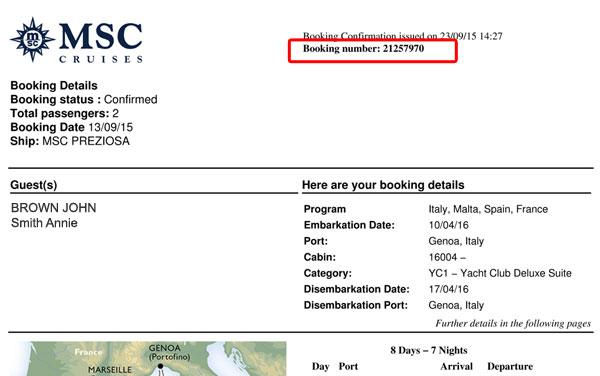 MSC
MSC
CRUISES
Booking Confirmation issued on 23/09/15 14:27
Booking number: 21257970
Booking Details
Booking status : Confirmed
Total passengers: 2
Booking Date 13/09/15
Ship: MSC PREZIOSA
Guest(s)
BROWN JOHN
Smith Annie
Here are your booking details
Program Italy, Malta, Spain, France
Embarkation Date: 10/04/16
Port: Genoa, Italy
Cabin: 16004 −
Category: YC1 − Yacht Club Deluxe Suite
Disembarkation Date: 17/04/16
Disembarkation Port: Genoa, Italy
Further details in the following pages
France
GENOA
(Portofino)
MARSEILLE
8 Days − 7 Nights
Day Port Arrival Departure